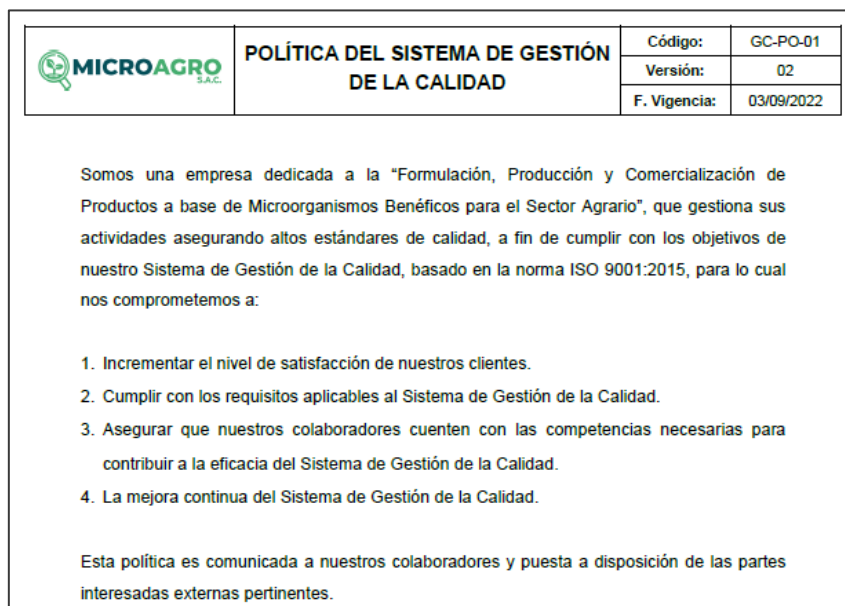 MICROAGRO
S.A.C.
POLÍTICA DEL SISTEMA DE GESTIÓN
DE LA CALIDAD
Código: GC-PO-01
Versión: 02
F. Vigencia: 03/09/2022
Somos una empresa dedicada a la “Formulación, Producción y Comercialización de
Productos a base de Microorganismos Benéficos para el Sector Agrario”, que gestiona sus
actividades asegurando altos estándares de calidad, a fin de cumplir con los objetivos de
nuestro Sistema de Gestión de la Calidad, basado en la norma ISO 9001:2015, para lo cual
nos comprometemos a:
1. Incrementar el nivel de satisfacción de nuestros clientes.
2. Cumplir con los requisitos aplicables al Sistema de Gestión de la Calidad.
3. Asegurar que nuestros colaboradores cuenten con las competencias necesarias para
contribuir a la eficacia del Sistema de Gestión de la Calidad.
4. La mejora continua del Sistema de Gestión de la Calidad.
Esta política es comunicada a nuestros colaboradores y puesta a disposición de las partes
interesadas externas pertinentes.